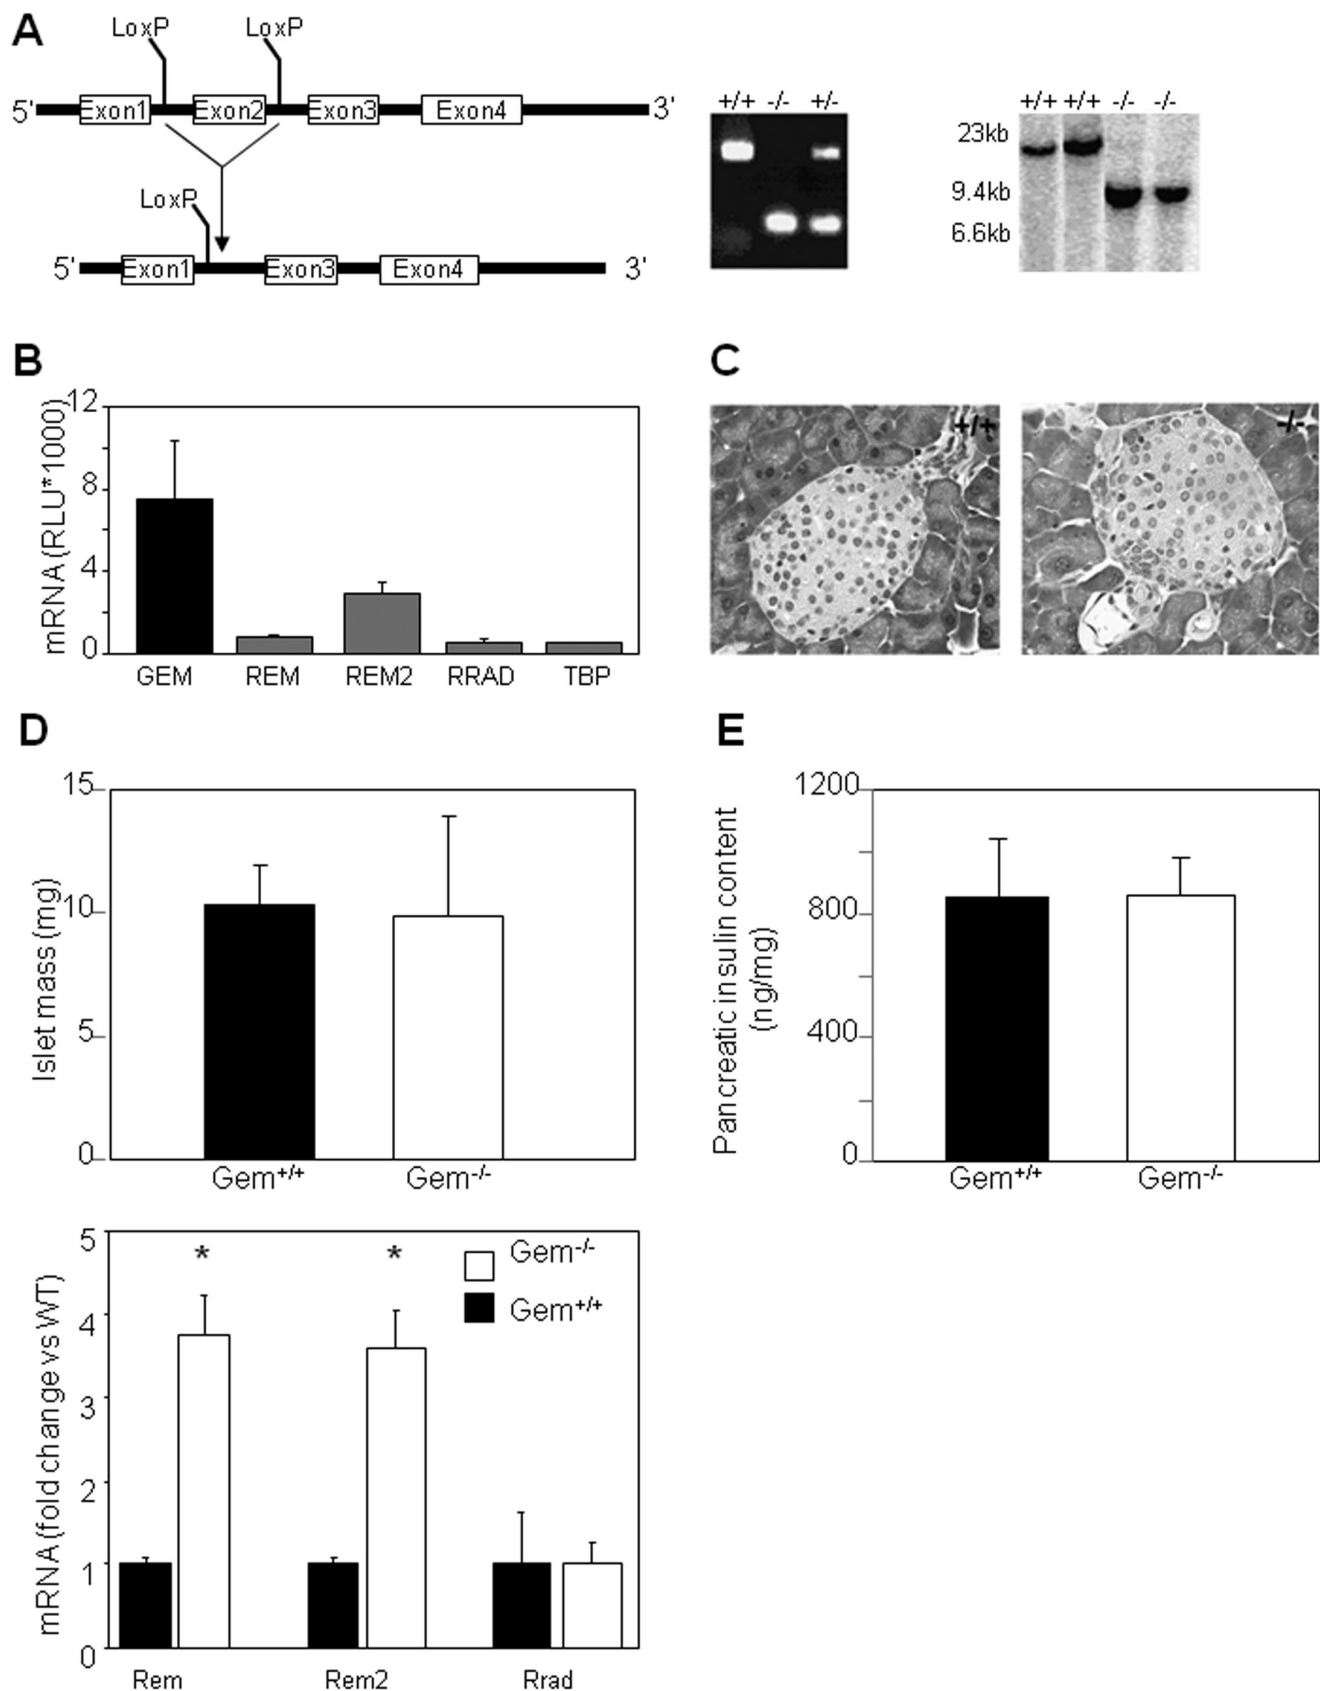 A
LoxP LoxP
5' Exon1 Exon2 Exon3 Exon4 3'
LoxP
5' Exon1 Exon3 Exon4 3'
+/+ -/- +/-
+/+ +/+ -/- -/-
23kb
9.4kb
6.6kb
B
mRNA (RLU*1000)
12
8
4
0
GEM REM REM2 RRAD TBP
C
+/+
-/-
D
Islet mass (mg)
15
10
5
0
Gem+/+ Gem-/-
E
Pancreatic insulin content
(ng/mg)
1200
800
400
0
Gem+/+ Gem-/-
mRNA (fold change vs WT)
5
4
3
2
1
0
* *
Gem-/-
Gem+/+
Rem Rem2 Rrad